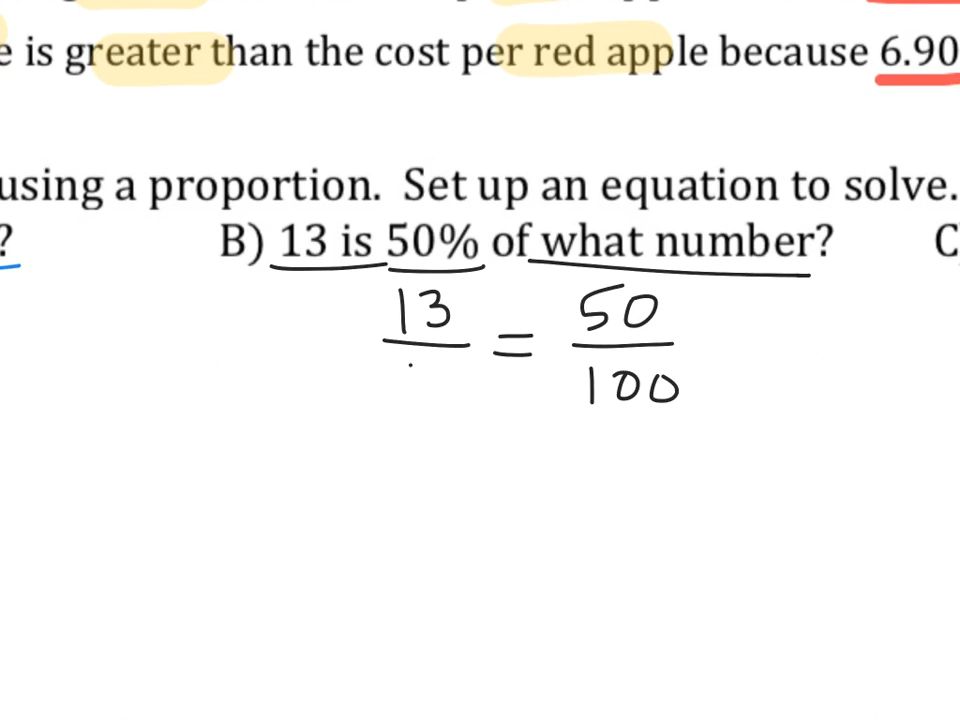 is greater than the cost per red apple because 6.90
using a proportion. Set up an equation to solve.
? B) 13 is 50% of what number? C)
13 = 50
100